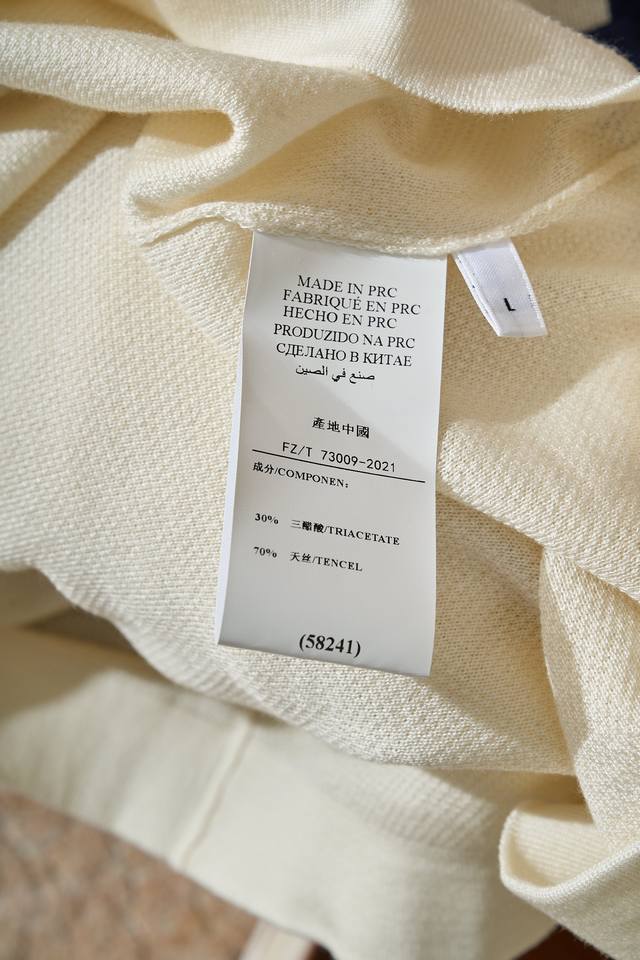 MADE IN PRC
FABRIQUÉ EN PRC
HECHO EN PRC
PRODUZIDO NA PRC
СДЕЛАНО В КИТАЕ
صنع في الصين
產地中國
FZ/T 73009-2021
成分/COMPONEN:
30% 三醋酸/TRIACETATE
70% 天丝/TENCEL
(58241)
L